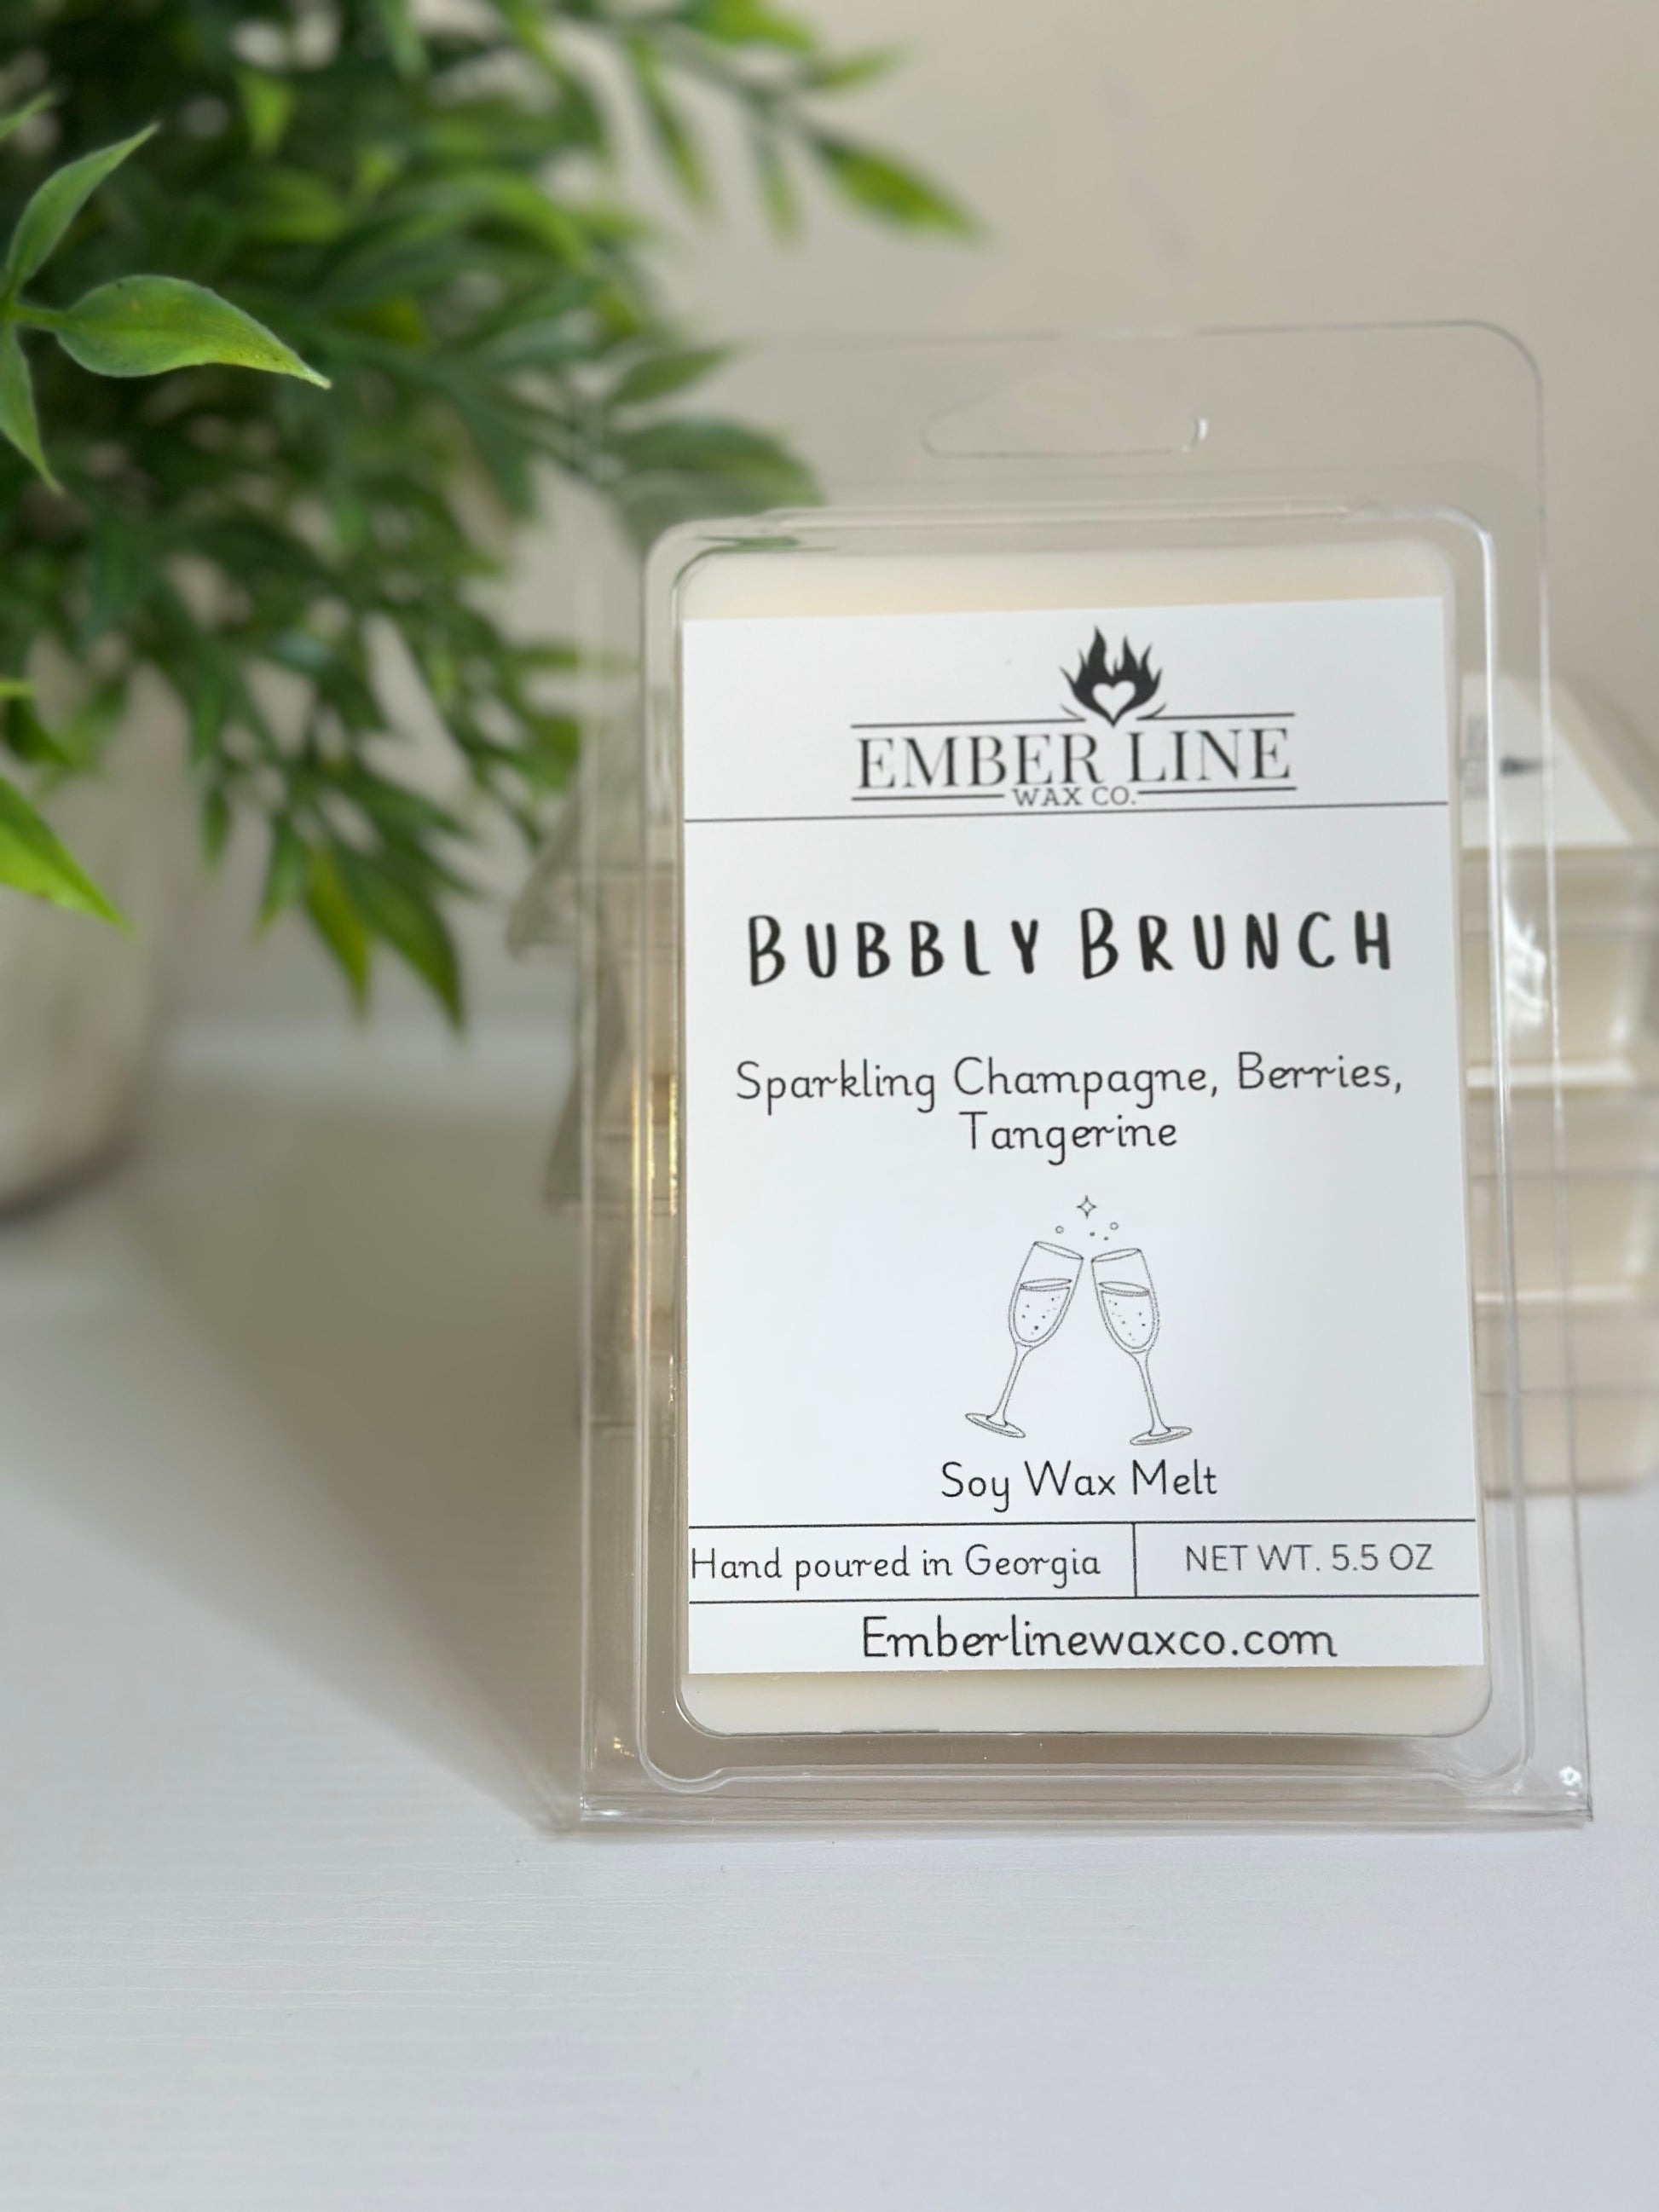 EMBER LINE
WAX CO.
BUBBLY BRUNCH
Sparkling Champagne, Berries,
Tangerine
Soy Wax Melt
Hand poured in Georgia
NET WT. 5.5 OZ
Emberlinewaxco.com